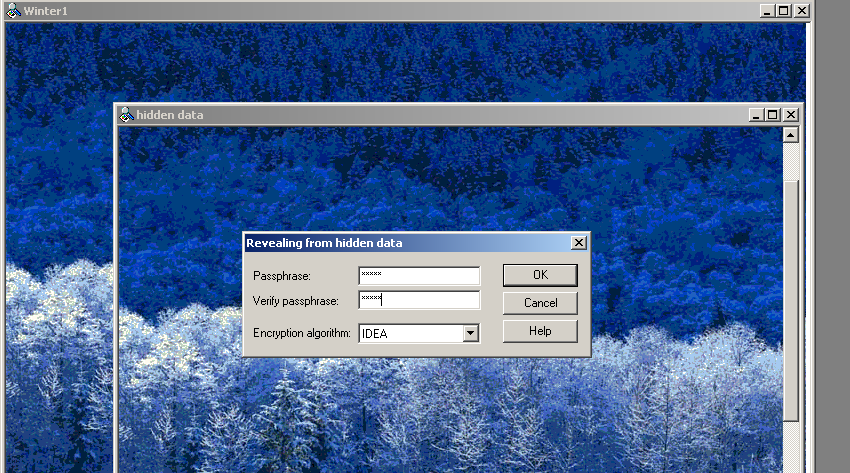 Winter1
hidden data
Revealing from hidden data
Passphrase: *****
OK
Verify passphrase: *****
Cancel
Encryption algorithm: IDEA
Help